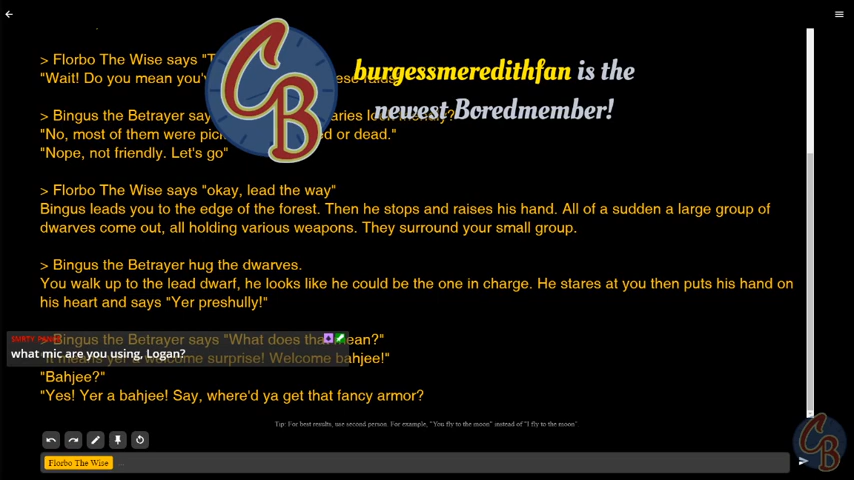 > Florbo The Wise says "T
burgessmeredithfan is the
newest Boredmember!
"Wait! Do you mean you'
CB
> Bingus the Betrayer say
"No, most of them were pic ed or dead."
"Nope, not friendly. Let's go"
> Florbo The Wise says "okay, lead the way"
Bingus leads you to the edge of the forest. Then he stops and raises his hand. All of a sudden a large group of
dwarves come out, all holding various weapons. They surround your small group.
> Bingus the Betrayer hug the dwarves.
You walk up to the lead dwarf, he looks like he could be the one in charge. He stares at you then puts his hand on
his heart and says "Yer preshully!"
> Bingus the Betrayer says "What does that mean?"
what mic are you using, Logan?
"It means yer a welcome surprise! Welcome bahjee!"
"Bahjee?"
"Yes! Yer a bahjee! Say, where'd ya get that fancy armor?
Tip: For best results, use second person. For example, "You fly to the moon" instead of "I fly to the moon".
Florbo The Wise ...
CB